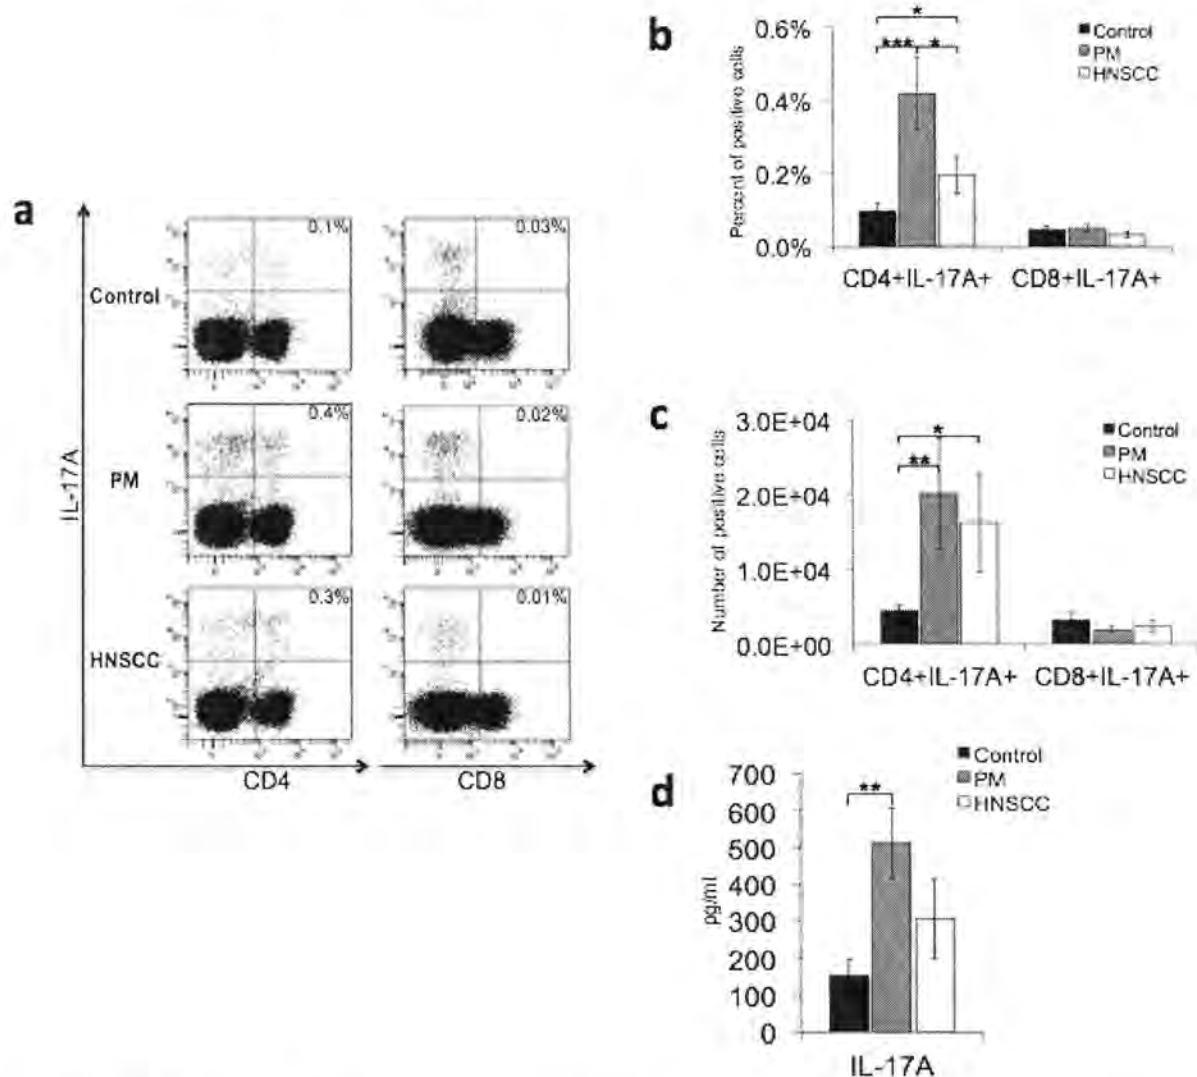 a
IL-17A
Control
PM
HNSCC
0.1%
0.03%
0.4%
0.02%
0.3%
0.01%
CD4
CD8
b
Percent of positive cells
0.6%
0.4%
0.2%
0.0%
* 
*** *
Control
PM
HNSCC
CD4+IL-17A+ CD8+IL-17A+
c
Number of positive cells
3.0E+04
2.0E+04
1.0E+04
0.0E+00
*
**
Control
PM
HNSCC
CD4+IL-17A+ CD8+IL-17A+
d
pg/ml
700
600
500
400
300
200
100
0
**
Control
PM
HNSCC
IL-17A